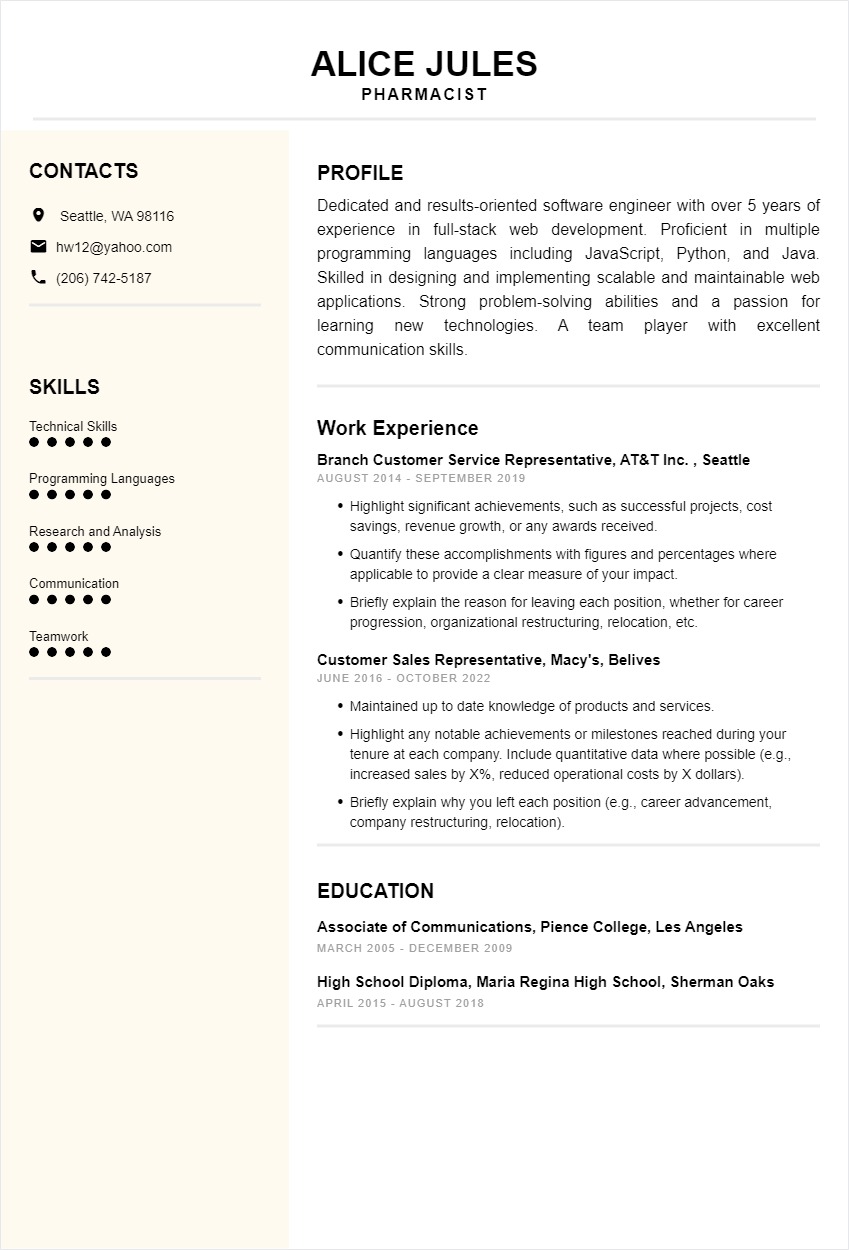 ALICE JULES
PHARMACIST
CONTACTS
Seattle, WA 98116
hw12@yahoo.com
(206) 742-5187
SKILLS
Technical Skills
Programming Languages
Research and Analysis
Communication
Teamwork
PROFILE
Dedicated and results-oriented software engineer with over 5 years of
experience in full-stack web development. Proficient in multiple
programming languages including JavaScript, Python, and Java.
Skilled in designing and implementing scalable and maintainable web
applications. Strong problem-solving abilities and a passion for
learning new technologies. A team player with excellent
communication skills.
Work Experience
Branch Customer Service Representative, AT&T Inc. , Seattle
AUGUST 2014 - SEPTEMBER 2019
• Highlight significant achievements, such as successful projects, cost
savings, revenue growth, or any awards received.
• Quantify these accomplishments with figures and percentages where
applicable to provide a clear measure of your impact.
• Briefly explain the reason for leaving each position, whether for career
progression, organizational restructuring, relocation, etc.
Customer Sales Representative, Macy's, Belives
JUNE 2016 - OCTOBER 2022
• Maintained up to date knowledge of products and services.
• Highlight any notable achievements or milestones reached during your
tenure at each company. Include quantitative data where possible (e.g.,
increased sales by X%, reduced operational costs by X dollars).
• Briefly explain why you left each position (e.g., career advancement,
company restructuring, relocation).
EDUCATION
Associate of Communications, Pience College, Les Angeles
MARCH 2005 - DECEMBER 2009
High School Diploma, Maria Regina High School, Sherman Oaks
APRIL 2015 - AUGUST 2018